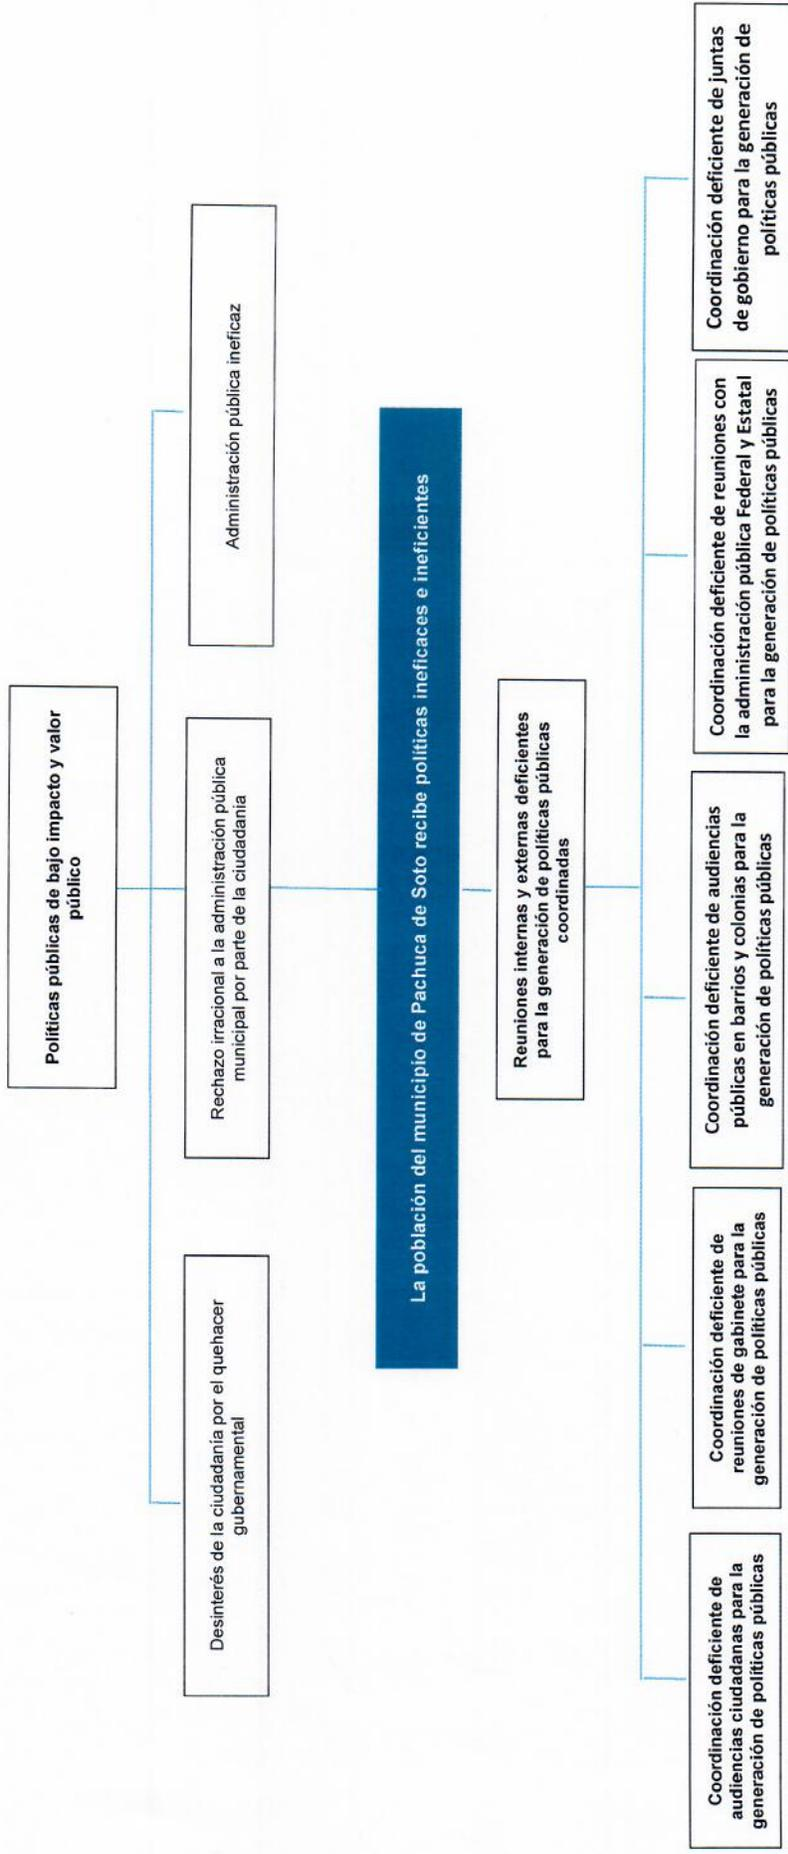 Políticas públicas de bajo impacto y valor
público
Desinterés de la ciudadanía por el quehacer
gubernamental
Rechazo irracional a la administración pública
municipal por parte de la ciudadanía
Administración pública ineficaz
La población del municipio de Pachuca de Soto recibe políticas ineficaces e ineficientes
Reuniones internas y externas deficientes
para la generación de políticas públicas
coordinadas
Coordinación deficiente de
audiencias ciudadanas para la
generación de políticas públicas
Coordinación deficiente de
reuniones de gabinete para la
generación de políticas públicas
Coordinación deficiente de audiencias
públicas en barrios y colonias para la
generación de políticas públicas
Coordinación deficiente de reuniones con
la administración pública Federal y Estatal
para la generación de políticas públicas
Coordinación deficiente de juntas
de gobierno para la generación de
políticas públicas